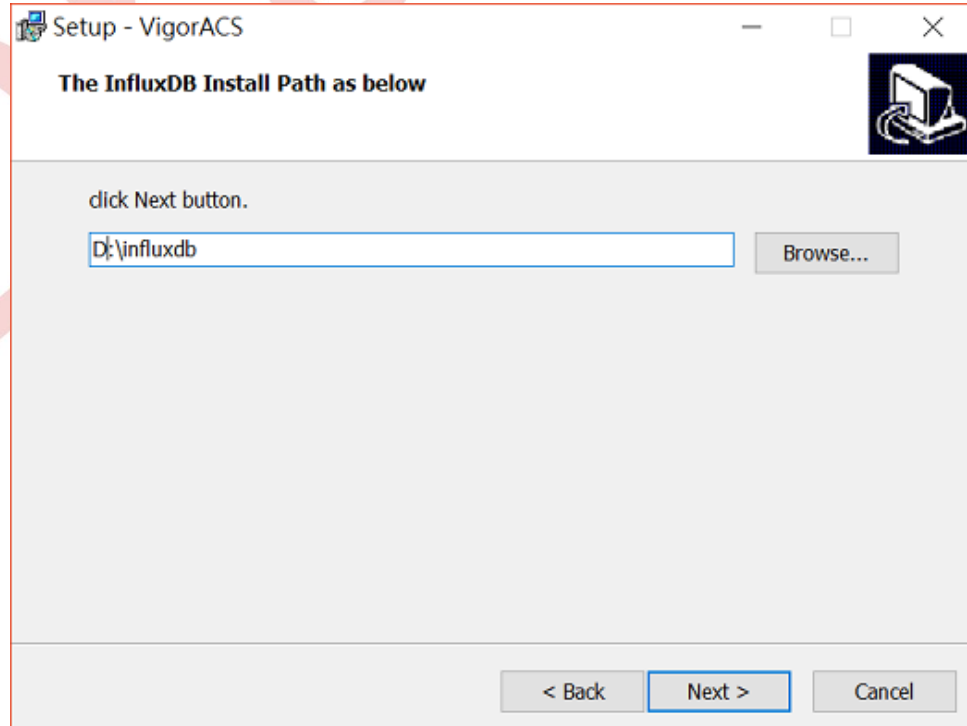 Setup - VigorACS
The InfluxDB Install Path as below
click Next button.
D:\influxdb
Browse...
< Back
Next >
Cancel